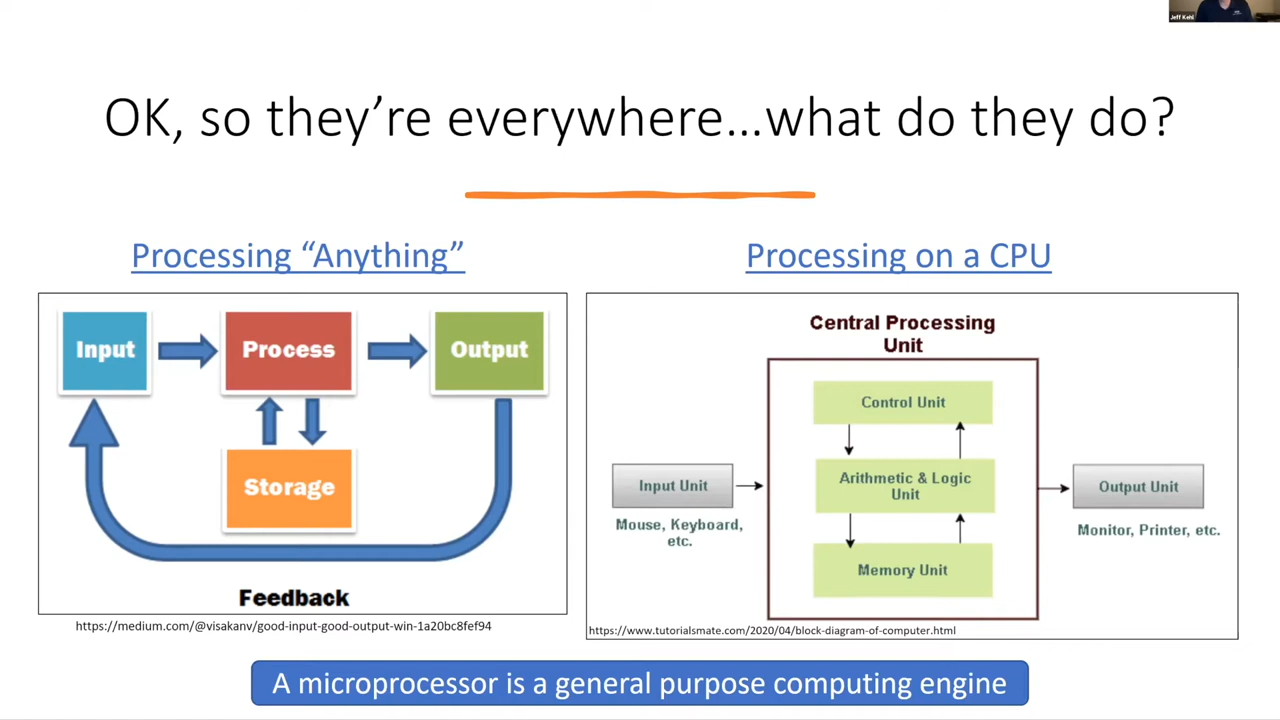 Jeff Kehl
OK, so they’re everywhere…what do they do?
Processing “Anything”
Processing on a CPU
Input
Process
Output
Storage
Feedback
https://medium.com/@visakanv/good-input-good-output-win-1a20bc8fef94
Central Processing
Unit
Control Unit
Arithmetic & Logic
Unit
Memory Unit
Input Unit
Mouse, Keyboard,
etc.
Output Unit
Monitor, Printer, etc.
https://www.tutorialsmate.com/2020/04/block-diagram-of-computer.html
A microprocessor is a general purpose computing engine